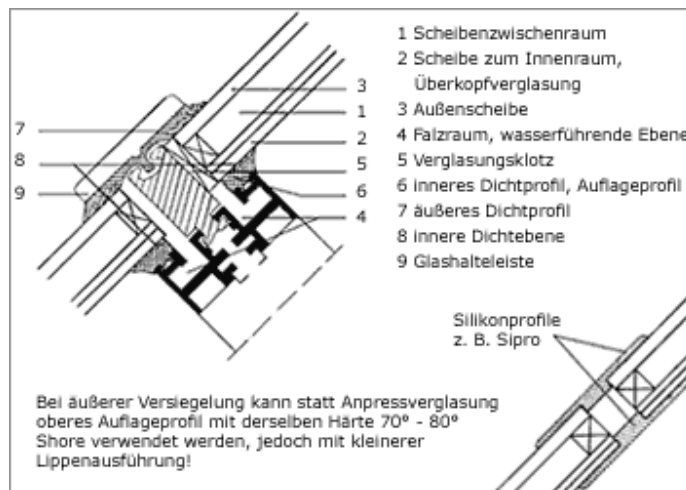 1 Scheibenzwischenraum
2 Scheibe zum Innenraum,
Überkopfverglasung
3 Außenscheibe
4 Falzraum, wasserführende Ebene
5 Verglasungsklotz
6 inneres Dichtprofil, Auflageprofil
7 äußeres Dichtprofil
8 innere Dichtebene
9 Glashalteleiste
3
1
7
2
8
5
6
9
4
Silikonprofile
z. B. Sipro
Bei äußerer Versiegelung kann statt Anpressverglasung
oberes Auflageprofil mit derselben Härte 70° - 80°
Shore verwendet werden, jedoch mit kleinerer
Lippenausführung!